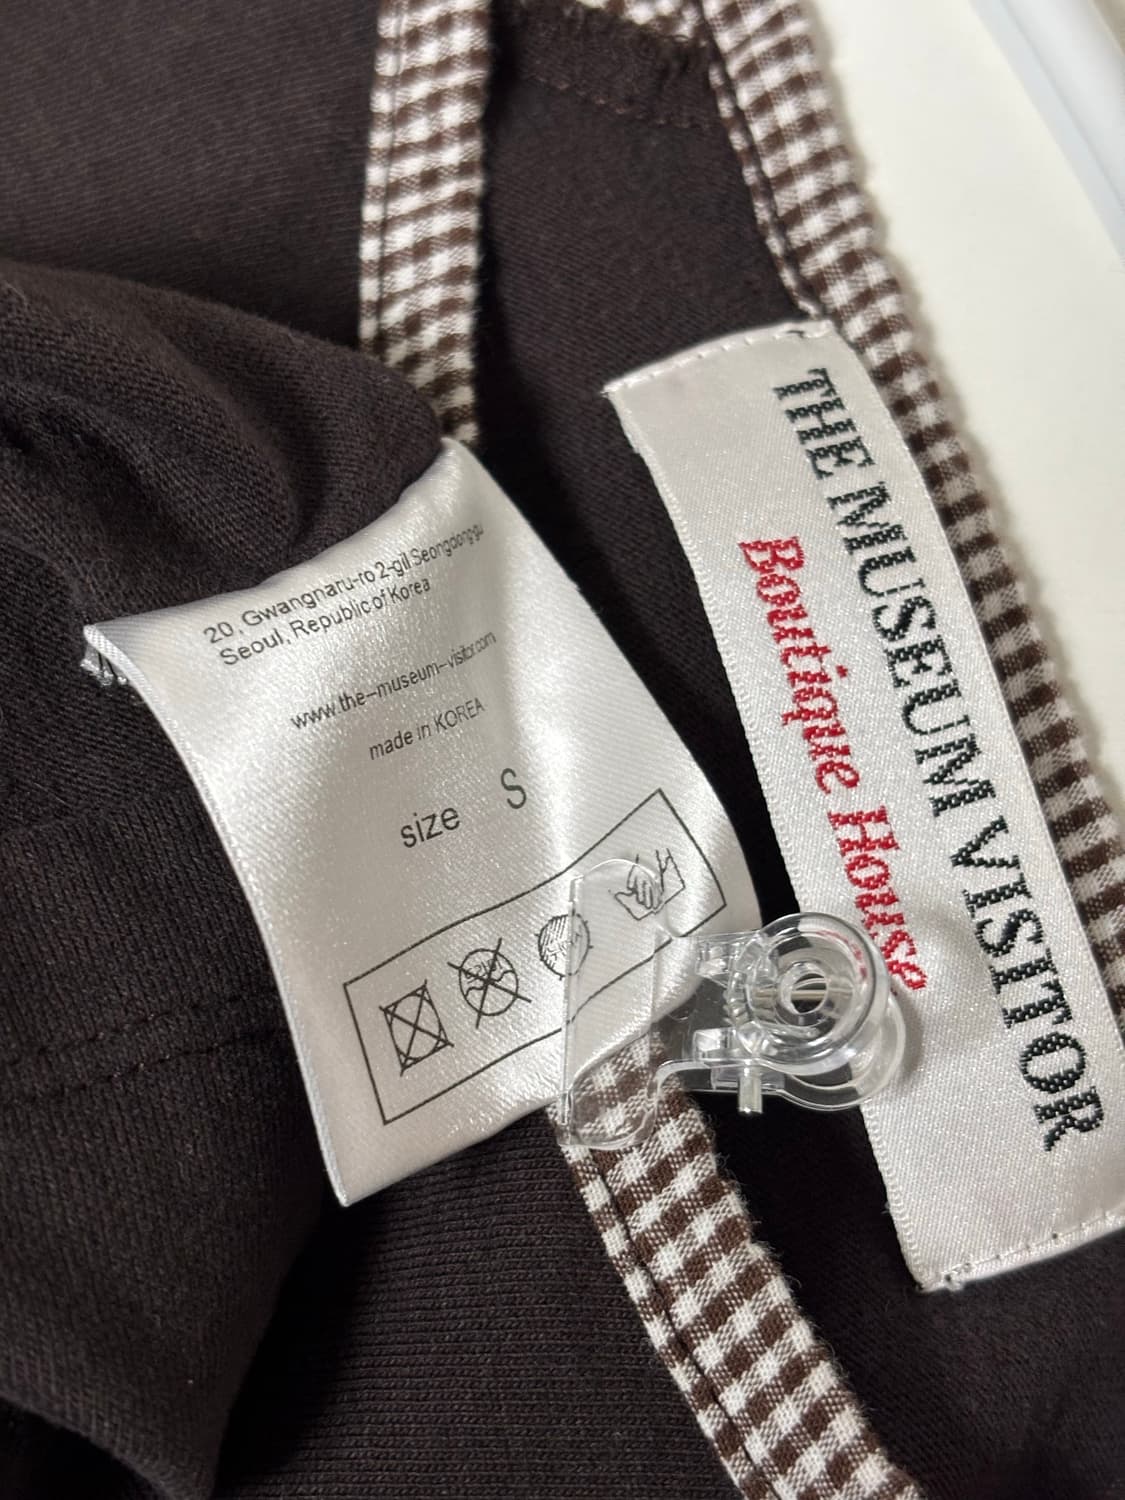 20, Gwangnaru-ro 2-gil Seongdong-gu
Seoul, Republic of Korea
www.the-museum-visitor.com
made in KOREA
size S
THE MUSEUM VISITOR
Boutique House